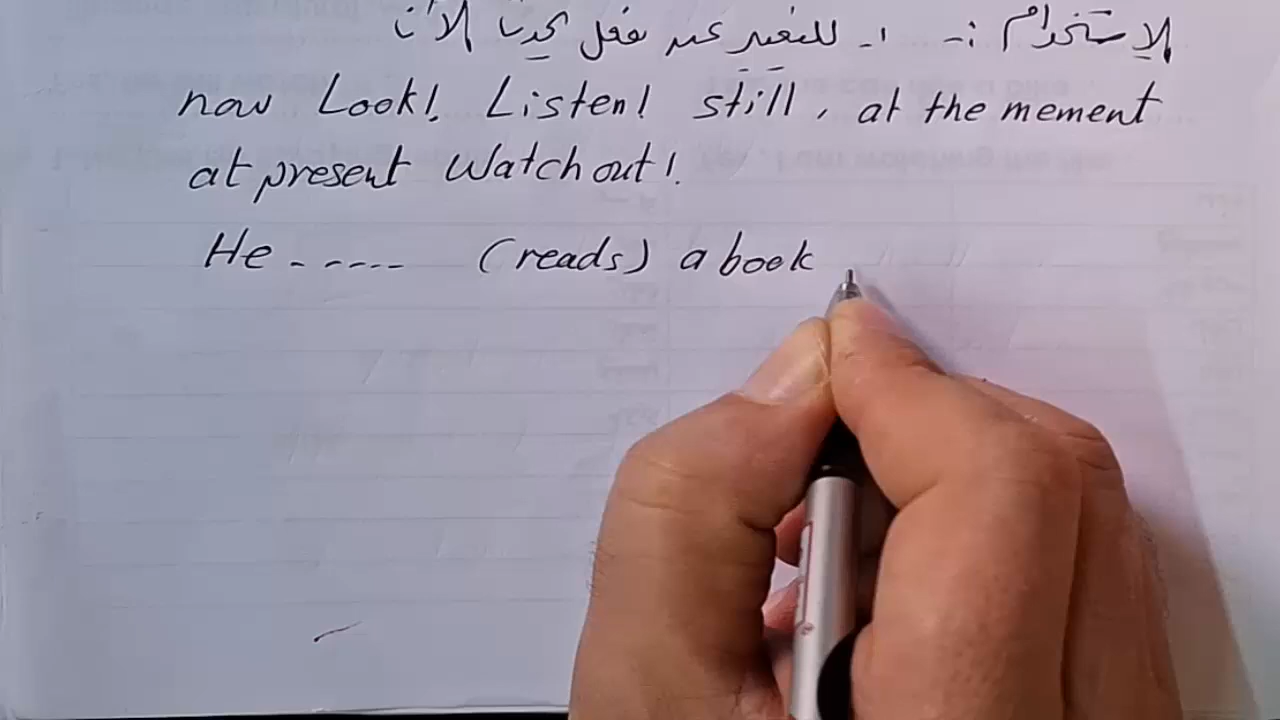 الإستخدام :- ١- للتعبير عن فعل يحدث الآن
now Look! Listen! still, at the mement
at present Watch out!.
He ----- (reads) a book